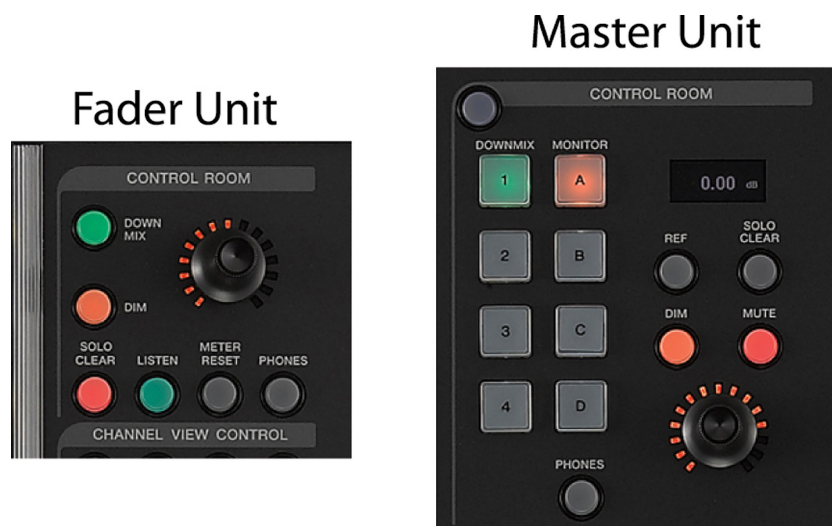 Master Unit
Fader Unit
CONTROL ROOM
DOWN
MIX
DIM
SOLO
CLEAR
LISTEN
METER
RESET
PHONES
CHANNEL VIEW CONTROL
CONTROL ROOM
DOWNMIX
MONITOR
1
A
0.00 dB
2
B
REF
SOLO
CLEAR
3
C
DIM
MUTE
4
D
PHONES